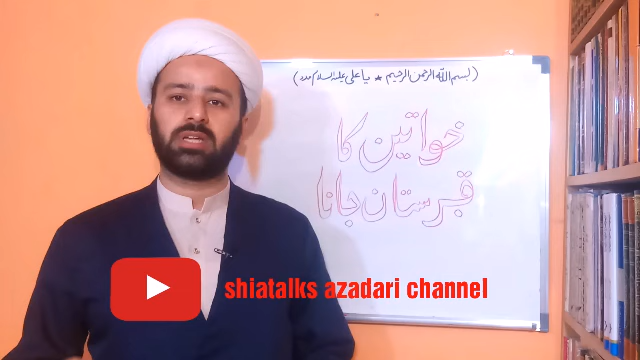 (بسم اللہ الرحمن الرحیم ★ یا علی علیہ السلام مدد)
خواتین کا
قبرستان جانا
shiatalks azadari channel